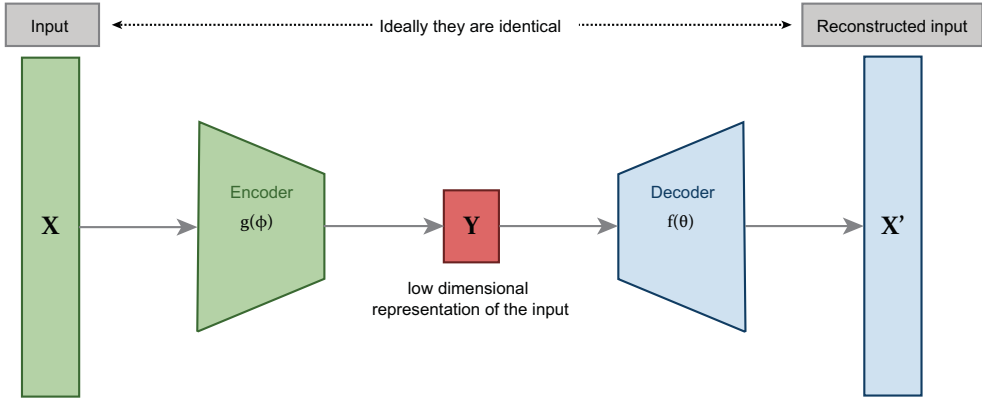 Input
Ideally they are identical
Reconstructed input
X
Encoder
g(ϕ)
Y
low dimensional
representation of the input
Decoder
f(θ)
X’